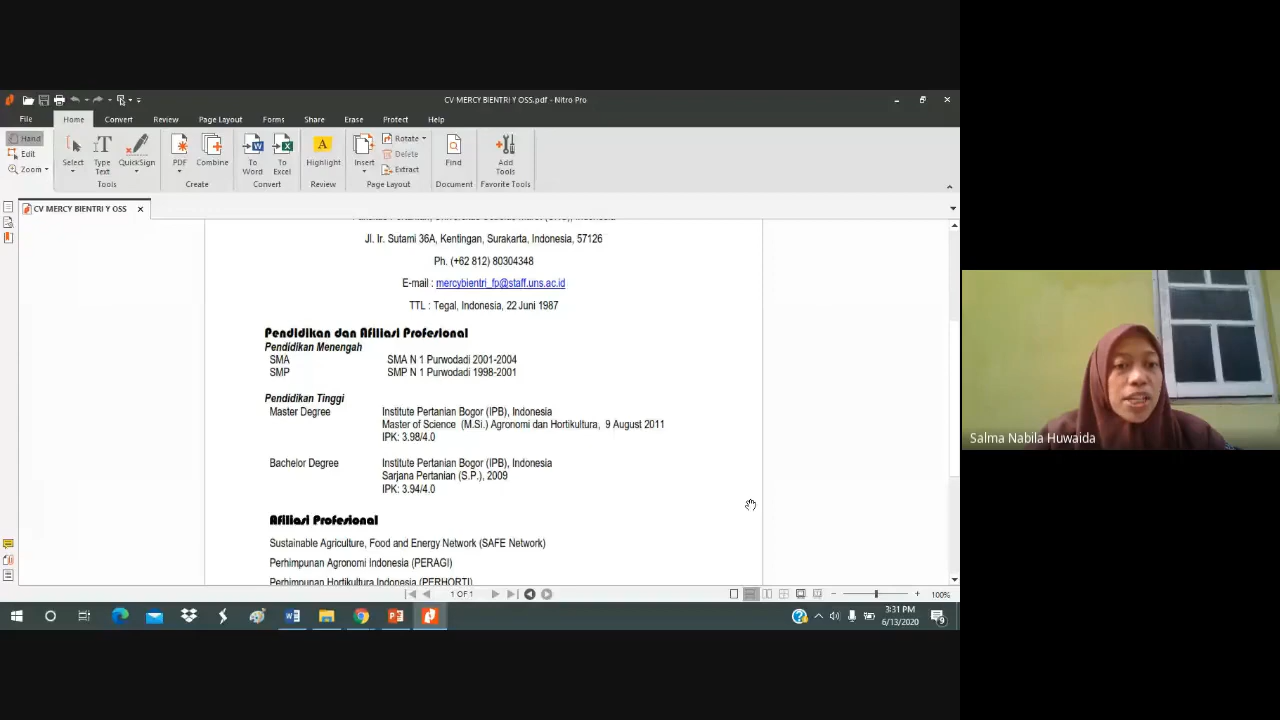 CV MERCY BIENTRI Y OSS.pdf - Nitro Pro
File Home Convert Review Page Layout Forms Share Erase Protect Help
Hand
Edit
Zoom
Select
Type Text
QuickSign
Tools
PDF
Combine
Create
To Word
To Excel
Convert
Highlight
Review
Insert
Rotate
Delete
Extract
Page Layout
Find
Document
Add Tools
Favorite Tools
CV MERCY BIENTRI Y OSS
Jl. Ir. Sutami 36A, Kentingan, Surakarta, Indonesia, 57126
Ph. (+62 812) 80304348
E-mail : mercybientri_fp@staff.uns.ac.id
TTL : Tegal, Indonesia, 22 Juni 1987
Pendidikan dan Afiliasi Profesional
Pendidikan Menengah
SMA SMA N 1 Purwodadi 2001-2004
SMP SMP N 1 Purwodadi 1998-2001
Pendidikan Tinggi
Master Degree Institute Pertanian Bogor (IPB), Indonesia
Master of Science (M.Si.) Agronomi dan Hortikultura, 9 August 2011
IPK: 3.98/4.0
Bachelor Degree Institute Pertanian Bogor (IPB), Indonesia
Sarjana Pertanian (S.P.), 2009
IPK: 3.94/4.0
Afiliasi Profesional
Sustainable Agriculture, Food and Energy Network (SAFE Network)
Perhimpunan Agronomi Indonesia (PERAGI)
Perhimpunan Hortikultura Indonesia (PERHORTI)
1 OF 1
100%
3:31 PM
6/13/2020
Salma Nabila Huwaida